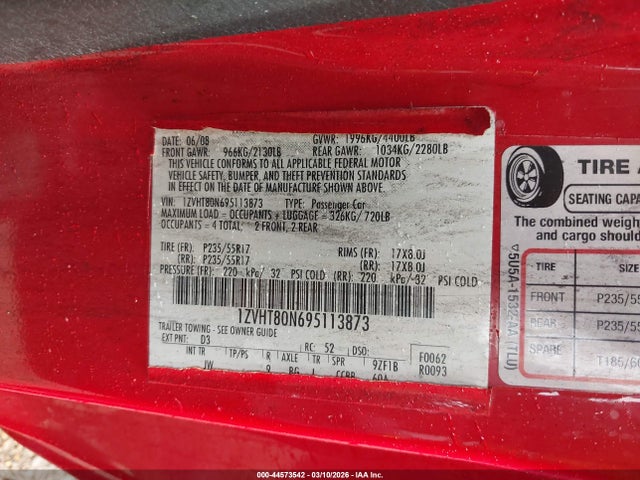 DATE: 06/08 GVWR: 1996KG/4400LB
FRONT GAWR: 966KG/2130LB REAR GAWR: 1034KG/2280LB
THIS VEHICLE CONFORMS TO ALL APPLICABLE FEDERAL MOTOR
VEHICLE SAFETY, BUMPER, AND THEFT PREVENTION STANDARDS
IN EFFECT ON THE DATE OF MANUFACTURE SHOWN ABOVE.
VIN: 1ZVHT80N695113873 TYPE: Passenger Car
MAXIMUM LOAD = OCCUPANTS + LUGGAGE = 326KG/720LB
OCCUPANTS = 4 TOTAL 2 FRONT, 2 REAR
TIRE (FR): P235/55R17 RIMS (FR): 17X8.0J
(RR): P235/55R17 (RR): 17X8.0J
PRESSURE (FR): 220 kPa/ 32 PSI COLD (RR): 220 kPa/ 32 PSI COLD
1ZVHT80N695113873
TRAILER TOWING - SEE OWNER GUIDE
EXT PNT: D3 RC: 52 DSO: F0062
INT TR TP/PS R AXLE TR SPR 9ZF1B R0093
JW
TIRE A
SEATING CAPA
The combined weigh
and cargo shoul
TIRE SIZE
FRONT P235/55
REAR P235/55
SPARE T185/60
▽5U5A-1532AA (TLU)
000-44573542 - 03/10/2026 - IAA Inc.